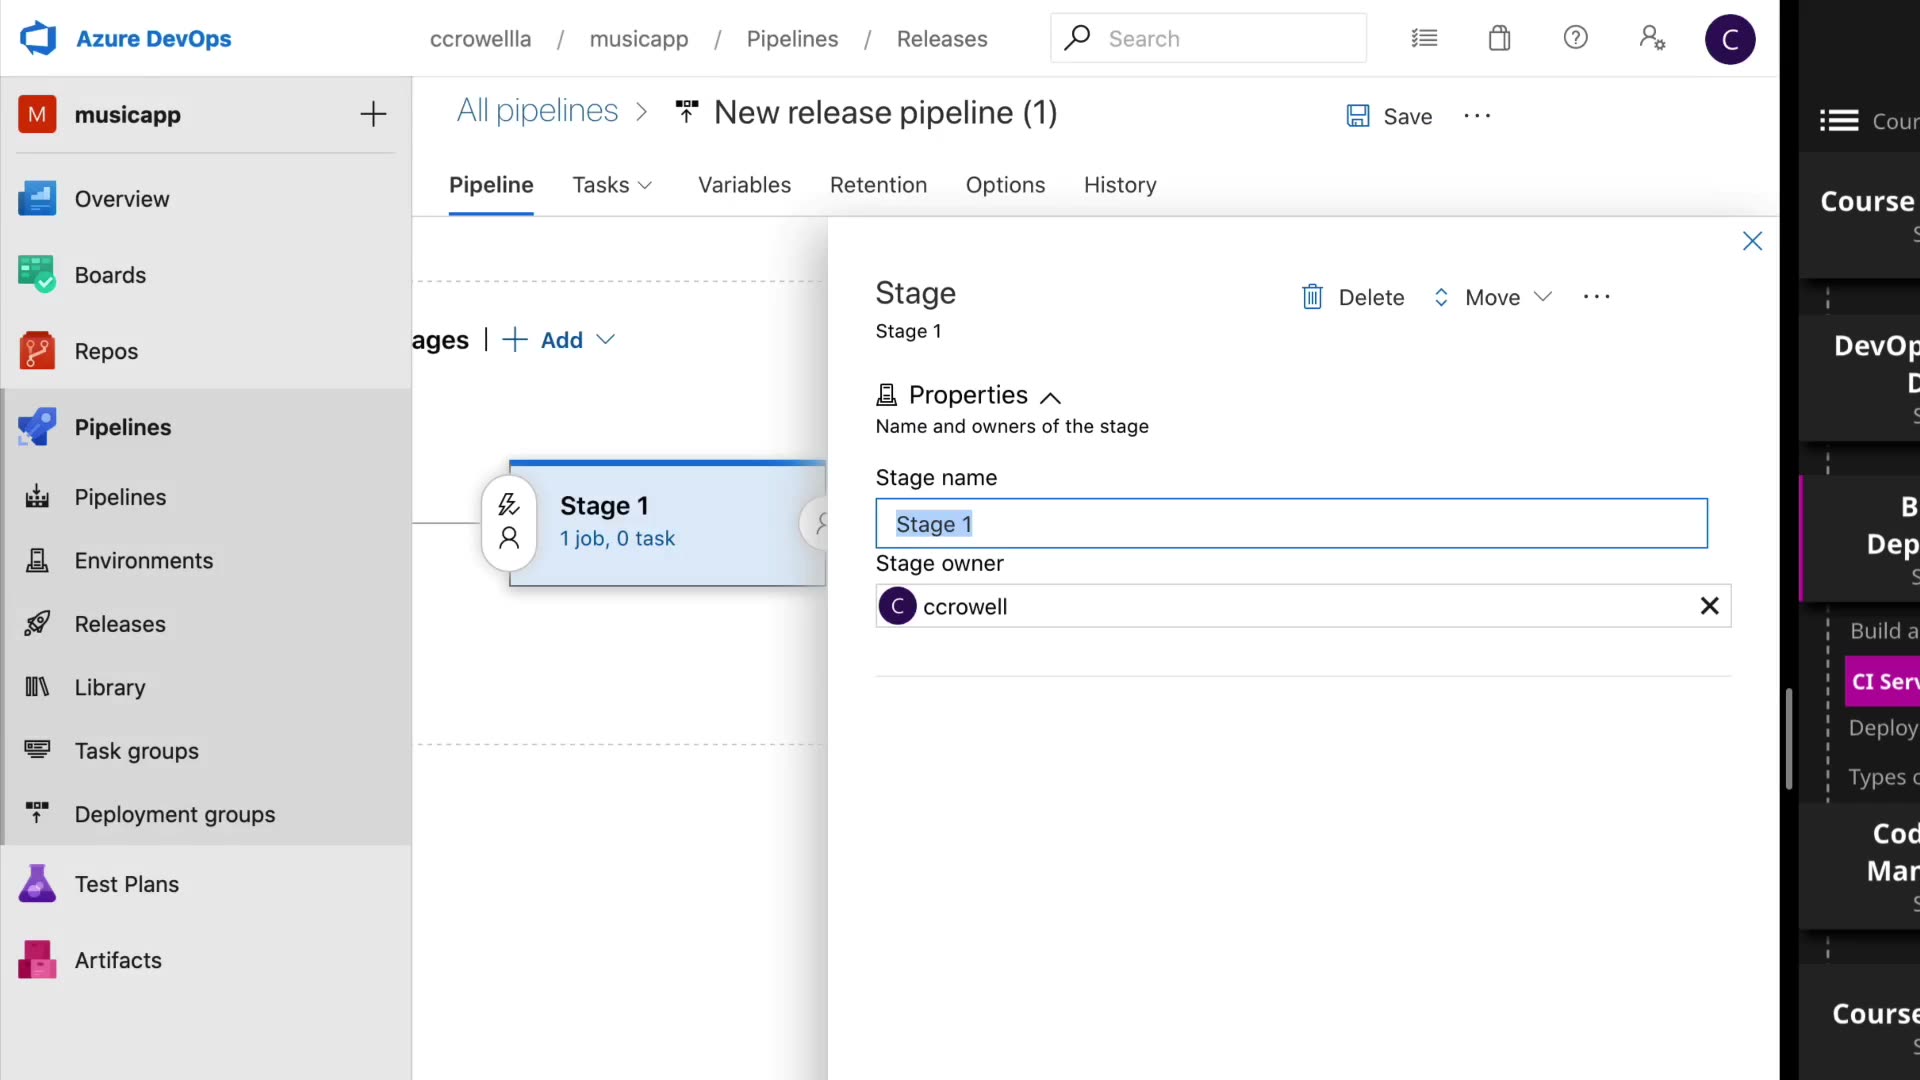 Azure DevOps
ccrowellla / musicapp / Pipelines / Releases
Search
C
M musicapp
Overview
Boards
Repos
Pipelines
Pipelines
Environments
Releases
Library
Task groups
Deployment groups
Test Plans
Artifacts
All pipelines > New release pipeline (1)
Save ...
Pipeline Tasks Variables Retention Options History
ages | + Add
Stage 1
1 job, 0 task
Stage
Stage 1
Delete Move ...
Properties
Name and owners of the stage
Stage name
Stage 1
Stage owner
C ccrowell
Cour
Course
S
DevOp
D
S
B
Dep
S
Build a
CI Serv
Deploy
Types o
Cod
Man
S
Course
S